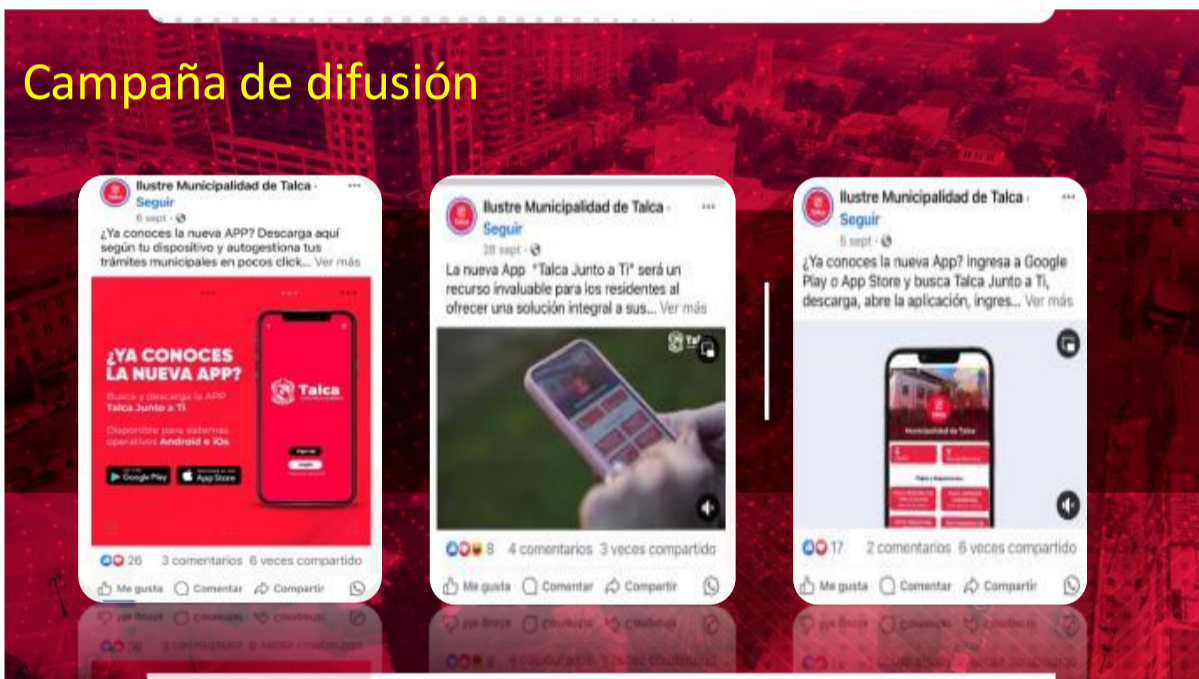 Campaña de difusión
Ilustre Municipalidad de Talca ·
Seguir
6 sept ·
¿Ya conoces la nueva APP? Descarga aquí
según tu dispositivo y autogestiona tus
trámites municipales en pocos click... Ver más
¿YA CONOCES
LA NUEVA APP?
Busca y descarga la APP
Talca Junto a Ti.
Disponible para sistemas
operativos Android e iOs.
Google Play
App Store
Talca
26 3 comentarios 6 veces compartido
Me gusta Comentar Compartir
Ilustre Municipalidad de Talca ·
Seguir
28 sept ·
La nueva App "Talca Junto a Ti" será un
recurso invaluable para los residentes al
ofrecer una solución integral a sus... Ver más
8 4 comentarios 3 veces compartido
Me gusta Comentar Compartir
Ilustre Municipalidad de Talca ·
Seguir
5 sept ·
¿Ya conoces la nueva App? Ingresa a Google
Play o App Store y busca Talca Junto a Ti,
descarga, abre la aplicación, ingres... Ver más
Municipalidad de Talca
17 2 comentarios 6 veces compartido
Me gusta Comentar Compartir